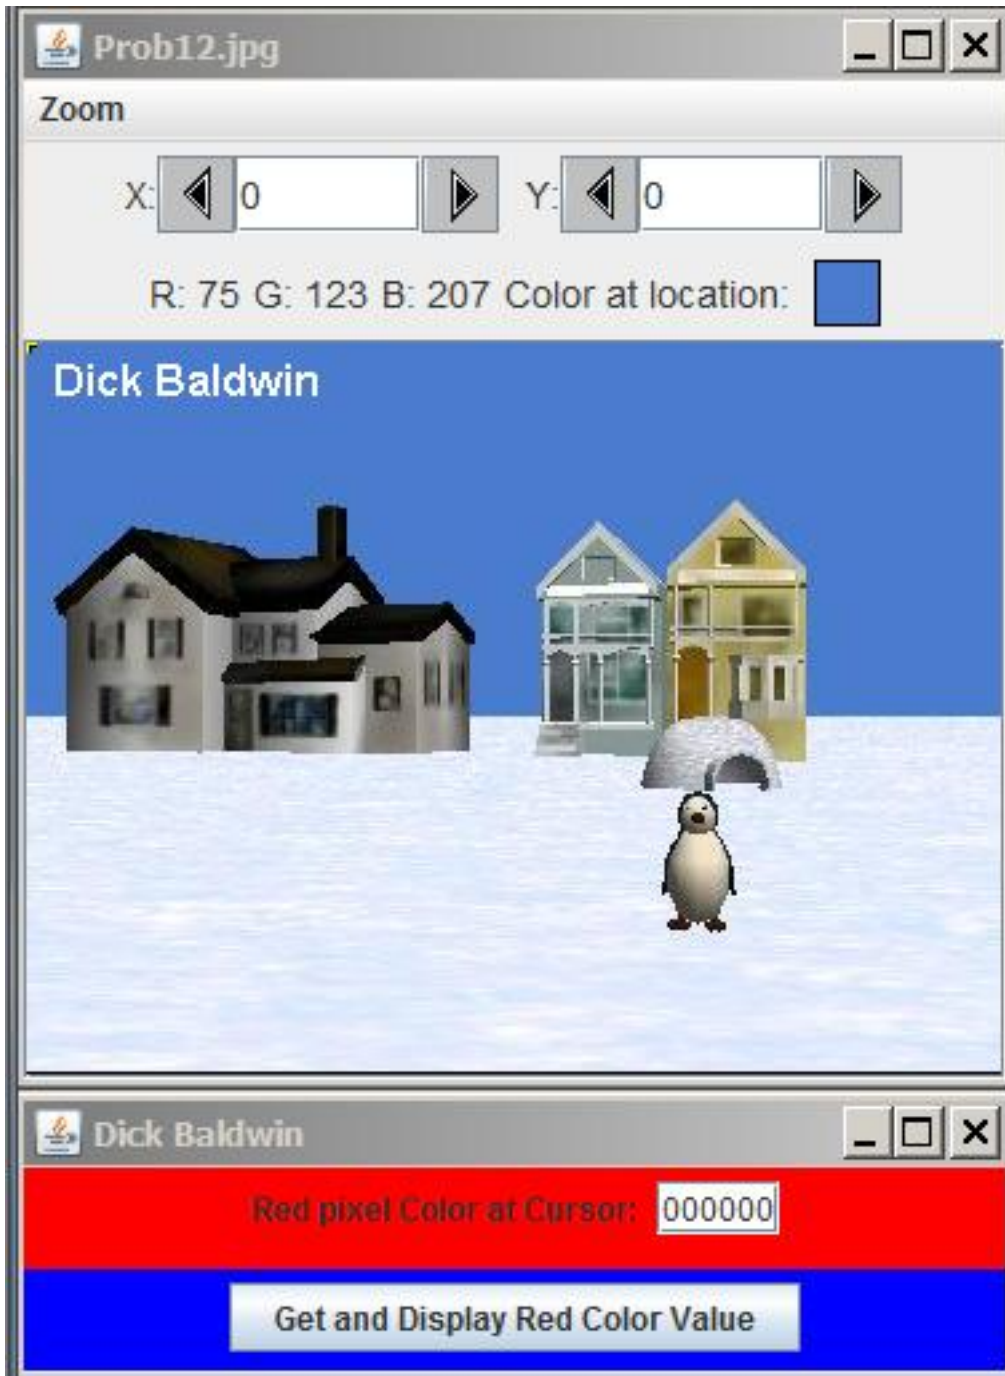 Prob12.jpg
Zoom
X: 0 Y: 0
R: 75 G: 123 B: 207 Color at location:
Dick Baldwin
Dick Baldwin
Red pixel Color at Cursor: 000000
Get and Display Red Color Value